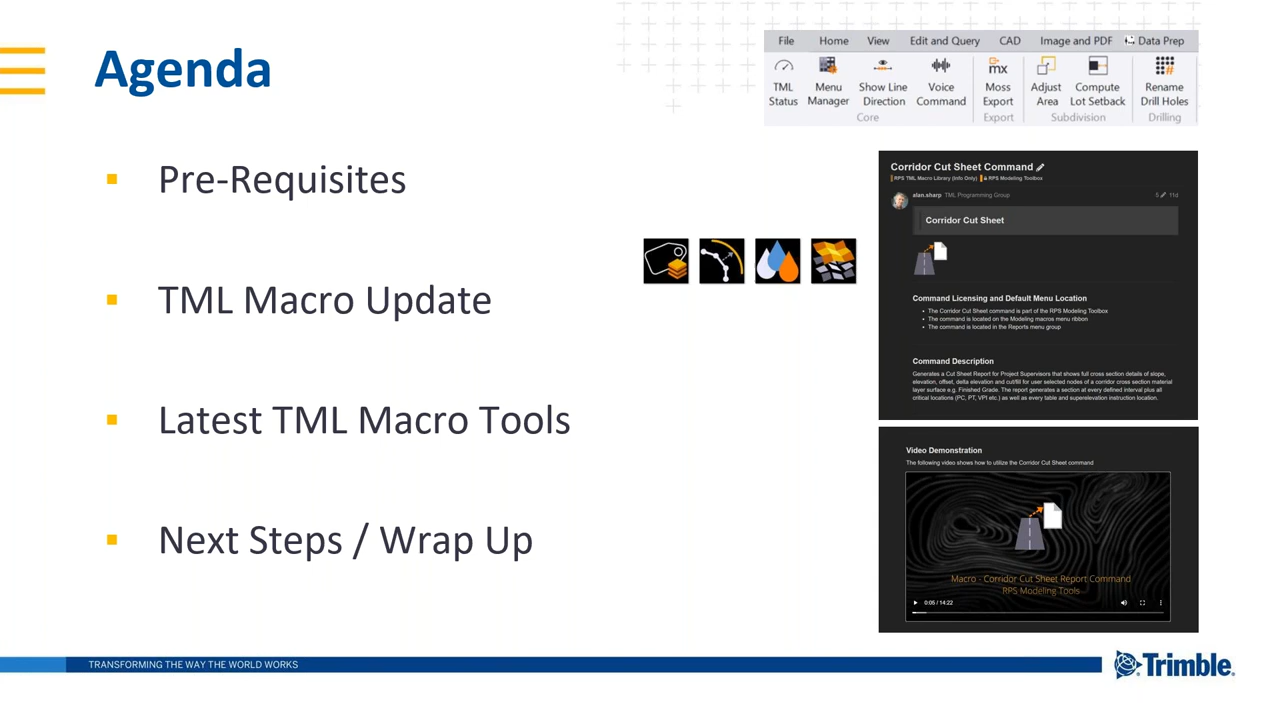 Agenda
Pre-Requisites
TML Macro Update
Latest TML Macro Tools
Next Steps / Wrap Up
File Home View Edit and Query CAD Image and PDF Data Prep
TML Status
Menu Manager
Show Line Direction
Voice Command
Core
mx
Moss Export
Export
Adjust Area
Compute Lot Setback
Subdivision
#
Rename Drill Holes
Drilling
Corridor Cut Sheet Command
RPS TML Macro Library (Info Only) RPS Modeling Toolbox
alan.sharp TML Programming Group 5 11d
Corridor Cut Sheet
Command Licensing and Default Menu Location
The Corridor Cut Sheet command is part of the RPS Modeling Toolbox
The command is located on the Modeling macros menu ribbon
The command is located in the Reports menu group
Command Description
Generates a Cut Sheet Report for Project Supervisors that shows full cross section details of slope,
elevation, offset, delta elevation and cut/fill for user selected nodes of a corridor cross section material
layer surface e.g. Finished Grade. The report generates a section at every defined interval plus all
critical locations (PC, PT, VPI etc.) as well as every table and superelevation instruction location.
Video Demonstration
The following video shows how to utilize the Corridor Cut Sheet command
Macro - Corridor Cut Sheet Report Command
RPS Modeling Tools
0:05 / 14:22
TRANSFORMING THE WAY THE WORLD WORKS
Trimble.